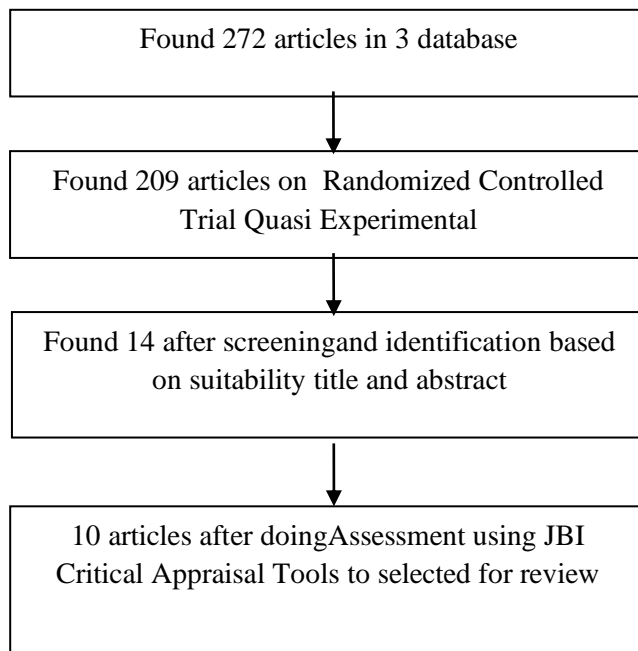 Found 272 articles in 3 database
Found 209 articles on Randomized Controlled
Trial Quasi Experimental
Found 14 after screeningand identification based
on suitability title and abstract
10 articles after doingAssessment using JBI
Critical Appraisal Tools to selected for review